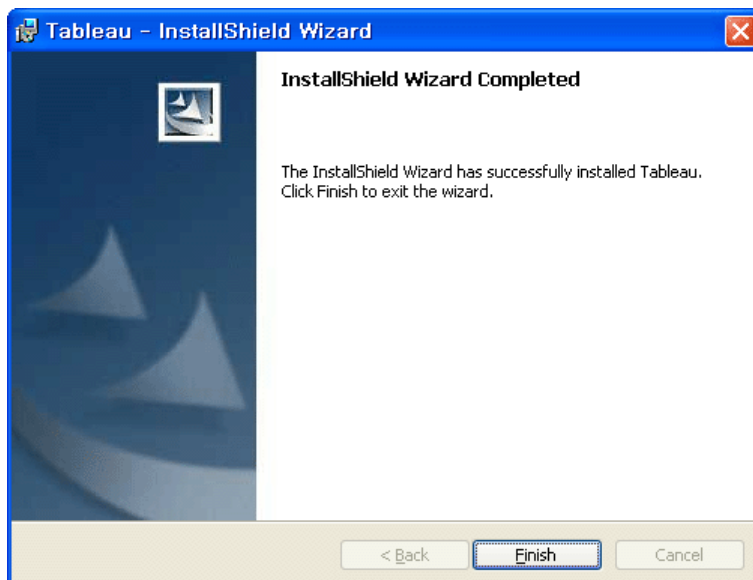 Tableau - InstallShield Wizard
InstallShield Wizard Completed
The InstallShield Wizard has successfully installed Tableau.
Click Finish to exit the wizard.
< Back
Finish
Cancel